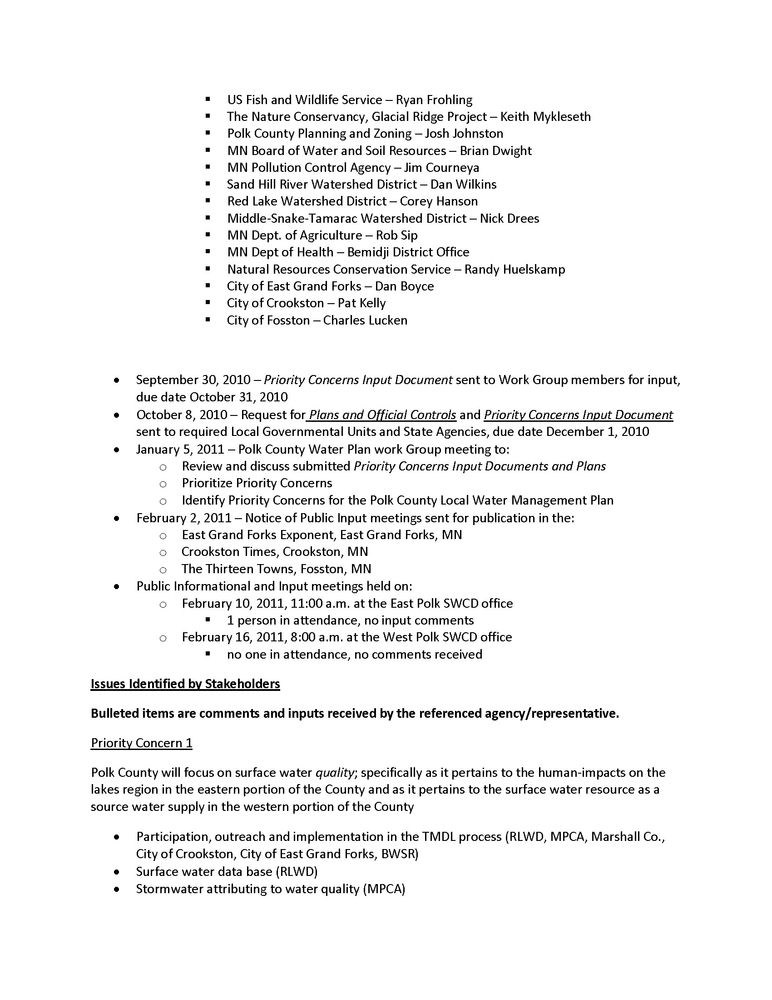 ▪ US Fish and Wildlife Service – Ryan Frohling
▪ The Nature Conservancy, Glacial Ridge Project – Keith Mykleseth
▪ Polk County Planning and Zoning – Josh Johnston
▪ MN Board of Water and Soil Resources – Brian Dwight
▪ MN Pollution Control Agency – Jim Courneya
▪ Sand Hill River Watershed District – Dan Wilkins
▪ Red Lake Watershed District – Corey Hanson
▪ Middle-Snake-Tamarac Watershed District – Nick Drees
▪ MN Dept. of Agriculture – Rob Sip
▪ MN Dept of Health – Bemidji District Office
▪ Natural Resources Conservation Service – Randy Huelskamp
▪ City of East Grand Forks – Dan Boyce
▪ City of Crookston – Pat Kelly
▪ City of Fosston – Charles Lucken
• September 30, 2010 – Priority Concerns Input Document sent to Work Group members for input,
due date October 31, 2010
• October 8, 2010 – Request for Plans and Official Controls and Priority Concerns Input Document
sent to required Local Governmental Units and State Agencies, due date December 1, 2010
• January 5, 2011 – Polk County Water Plan work Group meeting to:
o Review and discuss submitted Priority Concerns Input Documents and Plans
o Prioritize Priority Concerns
o Identify Priority Concerns for the Polk County Local Water Management Plan
• February 2, 2011 – Notice of Public Input meetings sent for publication in the:
o East Grand Forks Exponent, East Grand Forks, MN
o Crookston Times, Crookston, MN
o The Thirteen Towns, Fosston, MN
• Public Informational and Input meetings held on:
o February 10, 2011, 11:00 a.m. at the East Polk SWCD office
▪ 1 person in attendance, no input comments
o February 16, 2011, 8:00 a.m. at the West Polk SWCD office
▪ no one in attendance, no comments received
Issues Identified by Stakeholders
Bulleted items are comments and inputs received by the referenced agency/representative.
Priority Concern 1
Polk County will focus on surface water quality; specifically as it pertains to the human-impacts on the
lakes region in the eastern portion of the County and as it pertains to the surface water resource as a
source water supply in the western portion of the County
• Participation, outreach and implementation in the TMDL process (RLWD, MPCA, Marshall Co.,
City of Crookston, City of East Grand Forks, BWSR)
• Surface water data base (RLWD)
• Stormwater attributing to water quality (MPCA)